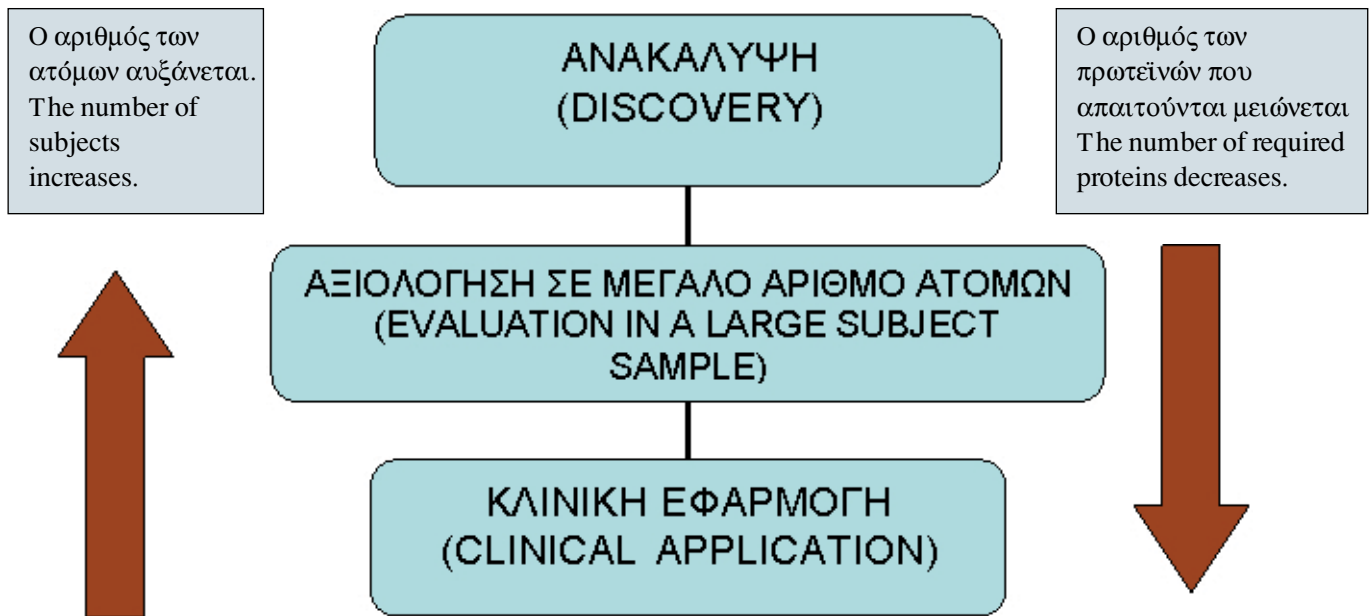 Ο αριθμός των
ατόμων αυξάνεται.
The number of
subjects
increases.
ΑΝΑΚΑΛΥΨΗ
(DISCOVERY)
Ο αριθμός των
πρωτεϊνών που
απαιτούνται μειώνεται
The number of required
proteins decreases.
ΑΞΙΟΛΟΓΗΣΗ ΣΕ ΜΕΓΑΛΟ ΑΡΙΘΜΟ ΑΤΟΜΩΝ
(EVALUATION IN A LARGE SUBJECT
SAMPLE)
ΚΛΙΝΙΚΗ ΕΦΑΡΜΟΓΗ
(CLINICAL APPLICATION)